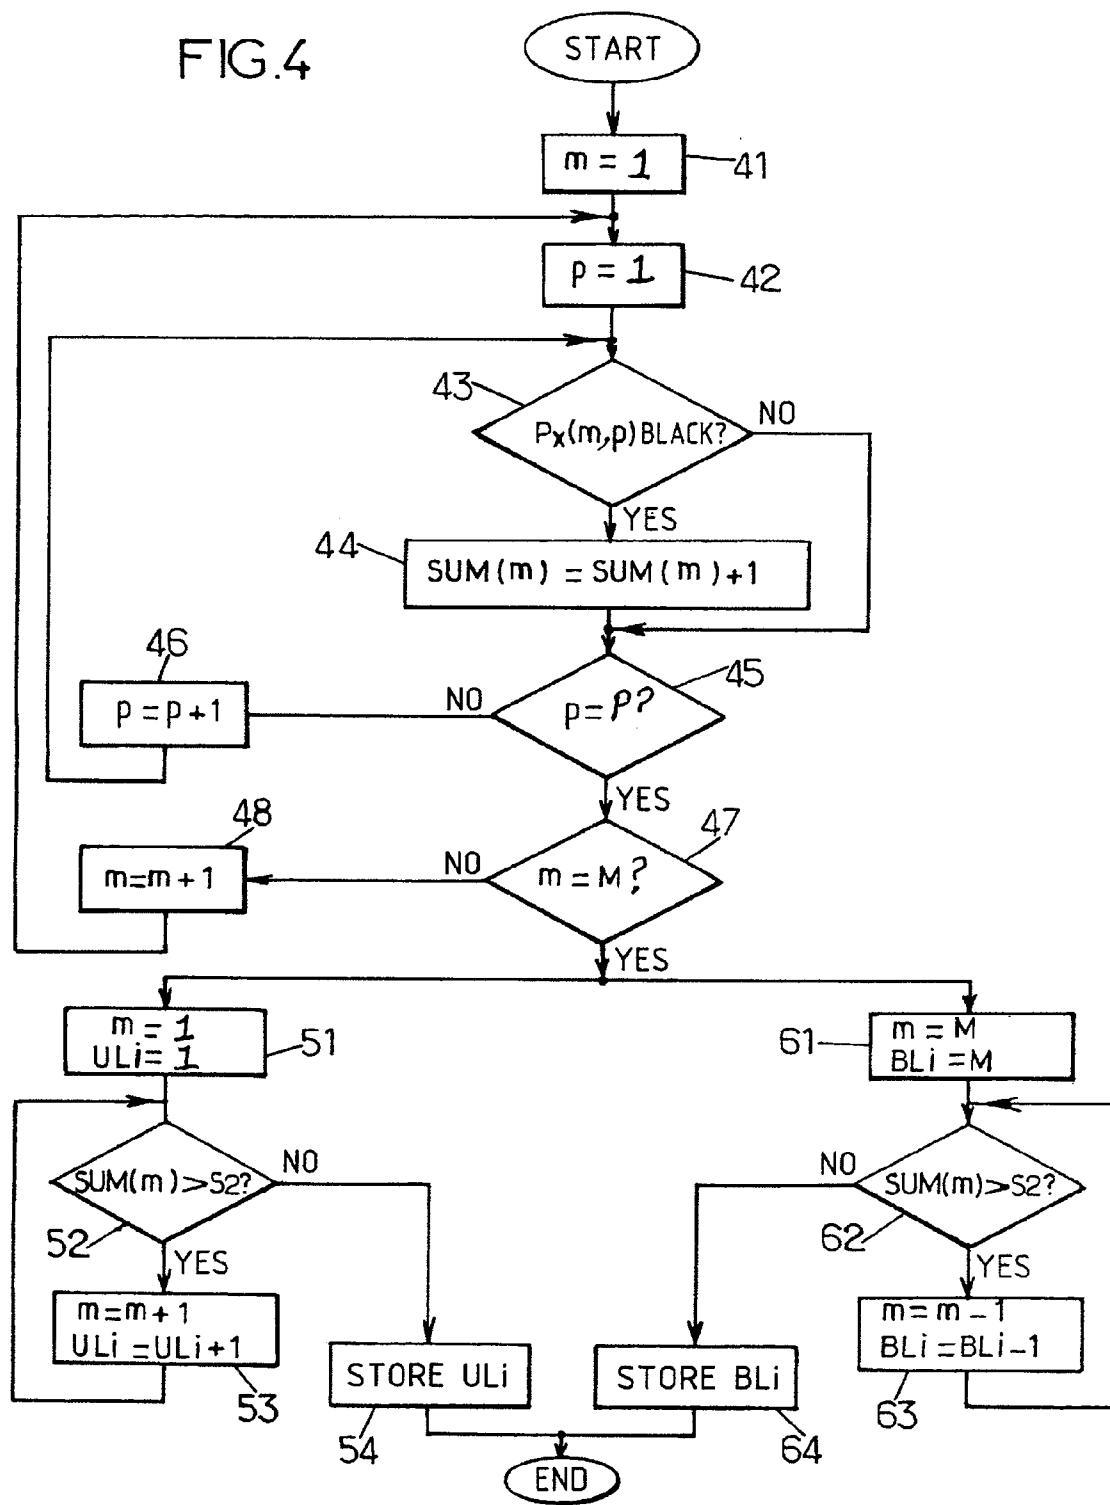 FIG.4
START
m = 1
41
p = 1
42
43
Px(m,p) BLACK?
NO
YES
44
SUM(m) = SUM(m)+1
46
45
p = p+1
NO
p = P?
YES
48
47
m=m+1
NO
m = M?
YES
m = 1
ULi= 1
51
61
m = M
BLi = M
SUM(m) > S2?
NO
NO
SUM(m) > S2?
52
YES
62
YES
m=m+1
ULi =ULi+1
53
STORE ULi
54
STORE BLi
64
m= m-1
BLi =BLi-1
63
END